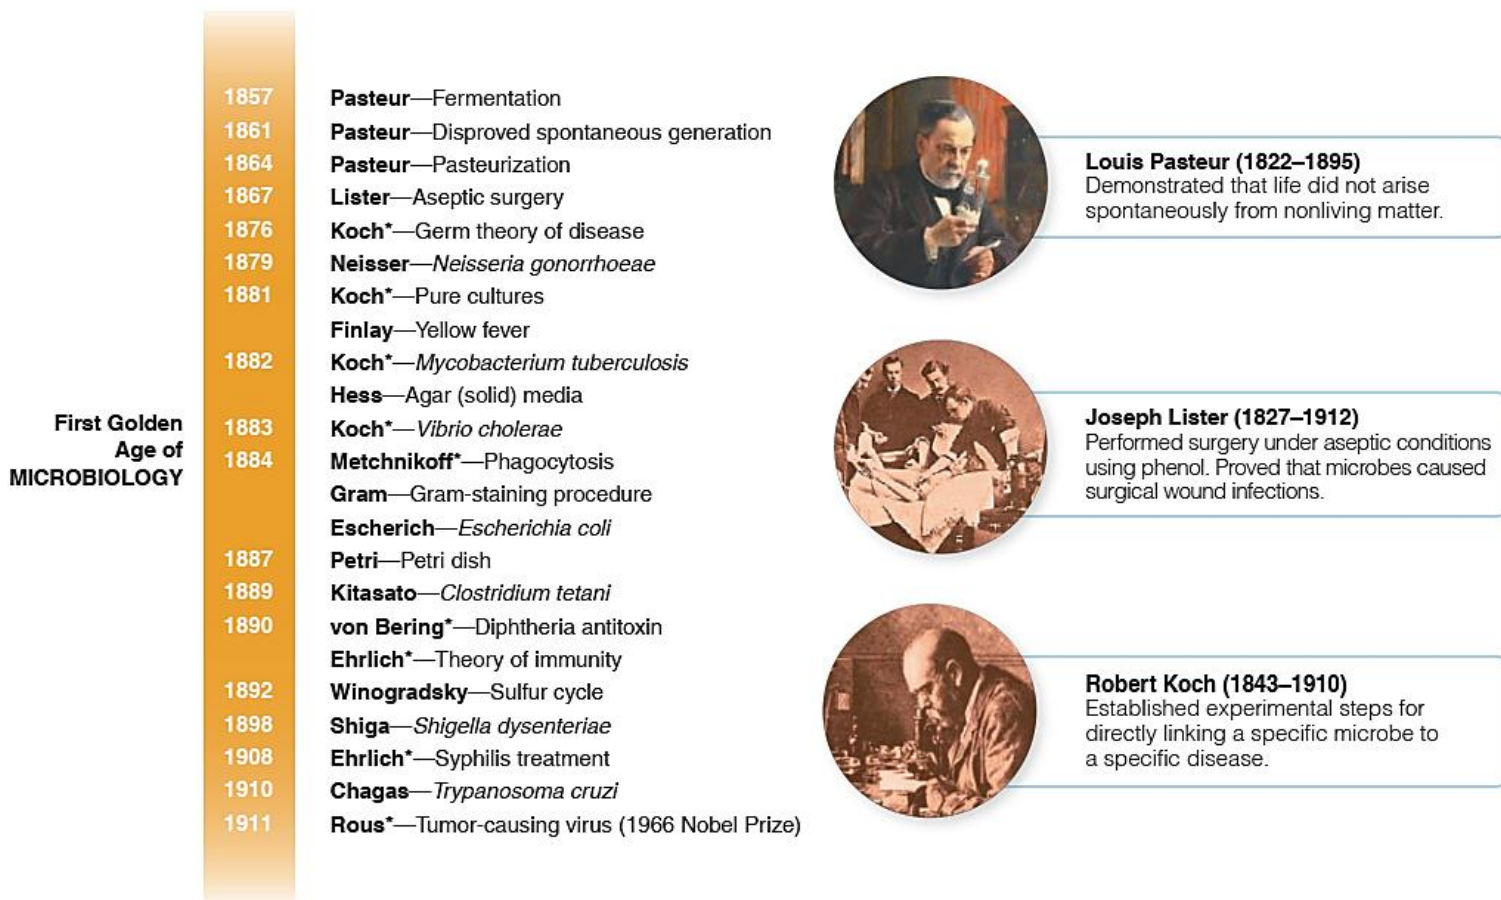 1857 Pasteur—Fermentation
1861 Pasteur—Disproved spontaneous generation
1864 Pasteur—Pasteurization
1867 Lister—Aseptic surgery
1876 Koch*—Germ theory of disease
1879 Neisser—Neisseria gonorrhoeae
1881 Koch*—Pure cultures
Finlay—Yellow fever
1882 Koch*—Mycobacterium tuberculosis
Hess—Agar (solid) media
1883 Koch*—Vibrio cholerae
1884 Metchnikoff*—Phagocytosis
Gram—Gram-staining procedure
Escherich—Escherichia coli
1887 Petri—Petri dish
1889 Kitasato—Clostridium tetani
1890 von Bering*—Diphtheria antitoxin
Ehrlich*—Theory of immunity
1892 Winogradsky—Sulfur cycle
1898 Shiga—Shigella dysenteriae
1908 Ehrlich*—Syphilis treatment
1910 Chagas—Trypanosoma cruzi
1911 Rous*—Tumor-causing virus (1966 Nobel Prize)
First Golden
Age of
MICROBIOLOGY
Louis Pasteur (1822–1895)
Demonstrated that life did not arise
spontaneously from nonliving matter.
Joseph Lister (1827–1912)
Performed surgery under aseptic conditions
using phenol. Proved that microbes caused
surgical wound infections.
Robert Koch (1843–1910)
Established experimental steps for
directly linking a specific microbe to
a specific disease.